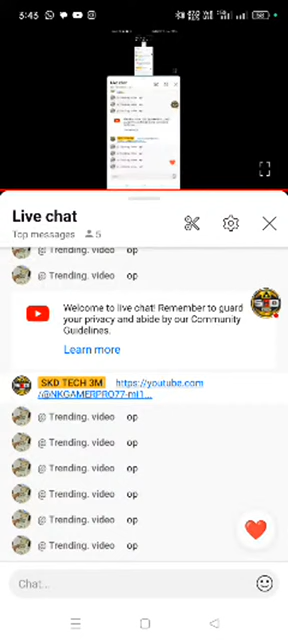 5:45
Live chat
Top messages 5
@ Trending. video op
@ Trending. video op
Welcome to live chat! Remember to guard
your privacy and abide by our Community
Guidelines.
Learn more
SKD TECH 3M https://youtube.com
/@NKGAMERPRO77-mi1...
@ Trending. video op
@ Trending. video op
@ Trending. video op
@ Trending. video op
@ Trending. video op
@ Trending. video op
Chat...